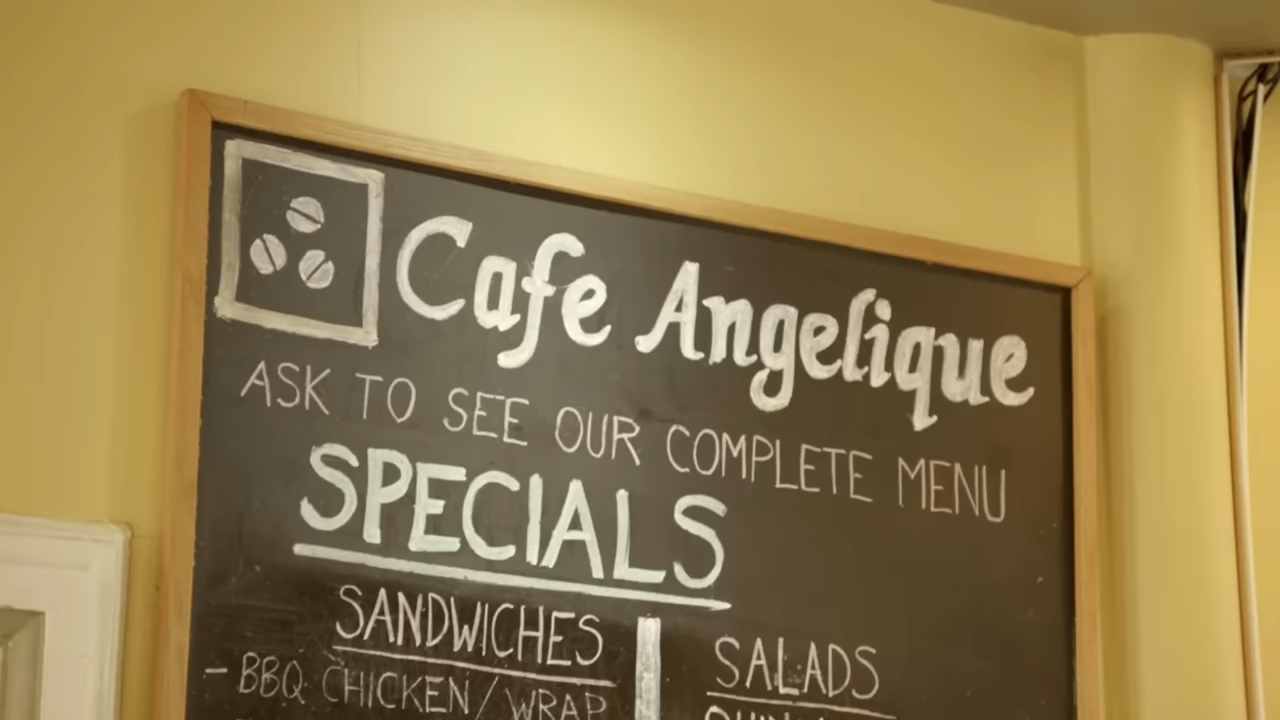 Cafe Angelique
ASK TO SEE OUR COMPLETE MENU
SPECIALS
SANDWICHES
- BBQ CHICKEN / WRAP
SALADS